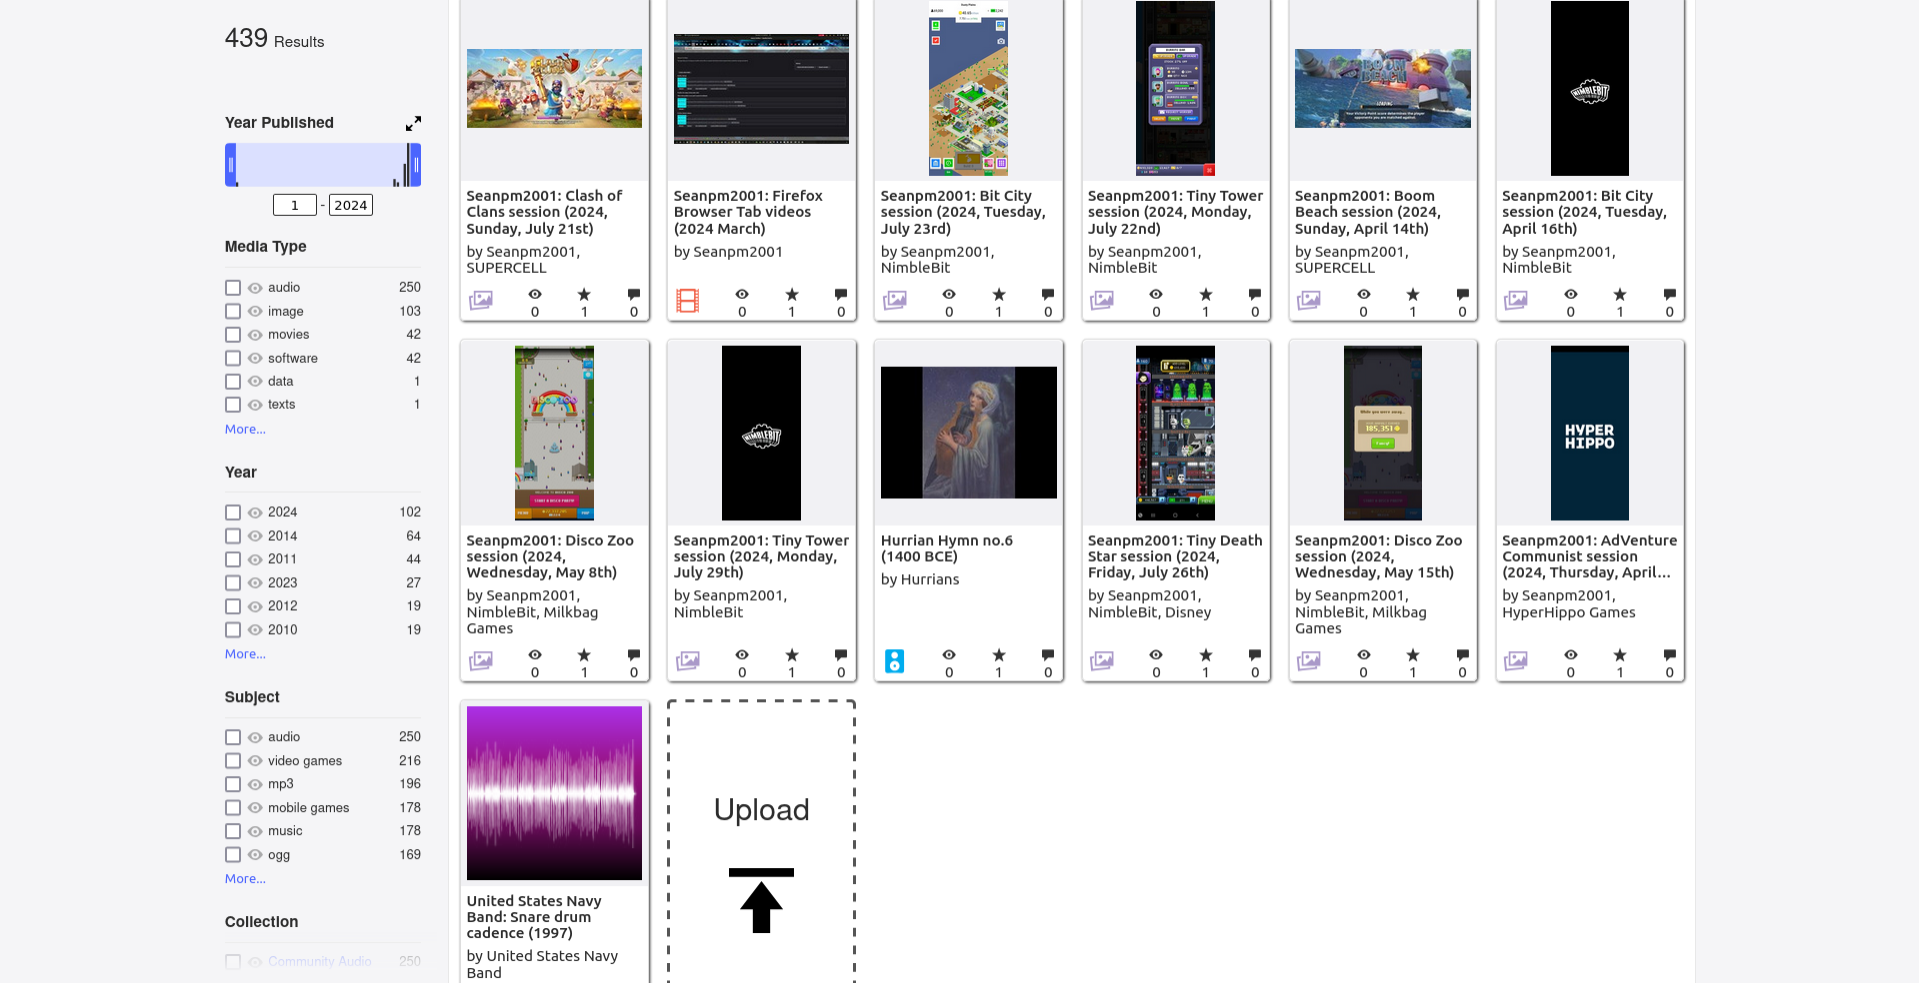 439 Results
Year Published
1 - 2024
Media Type
audio 250
image 103
movies 42
software 42
data 1
texts 1
More...
Year
2024 102
2014 64
2011 44
2023 27
2012 19
2010 19
More...
Subject
audio 250
video games 216
mp3 196
mobile games 178
music 178
ogg 169
More...
Collection
Community Audio 250
Seanpm2001: Clash of
Clans session (2024,
Sunday, July 21st)
by Seanpm2001,
SUPERCELL
0 1 0
Seanpm2001: Firefox
Browser Tab videos
(2024 March)
by Seanpm2001
0 1 0
Seanpm2001: Bit City
session (2024, Tuesday,
July 23rd)
by Seanpm2001,
NimbleBit
0 1 0
Seanpm2001: Tiny Tower
session (2024, Monday,
July 22nd)
by Seanpm2001,
NimbleBit
0 1 0
BOOM
BEACH
LOADING
Seanpm2001: Boom
Beach session (2024,
Sunday, April 14th)
by Seanpm2001,
SUPERCELL
0 1 0
NIMBLEBIT
Seanpm2001: Bit City
session (2024, Tuesday,
April 16th)
by Seanpm2001,
NimbleBit
0 1 0
Seanpm2001: Disco Zoo
session (2024,
Wednesday, May 8th)
by Seanpm2001,
NimbleBit, Milkbag
Games
0 1 0
NIMBLEBIT
Seanpm2001: Tiny Tower
session (2024, Monday,
July 29th)
by Seanpm2001,
NimbleBit
0 1 0
Hurrian Hymn no.6
(1400 BCE)
by Hurrians
0 1 0
Seanpm2001: Tiny Death
Star session (2024,
Friday, July 26th)
by Seanpm2001,
NimbleBit, Disney
0 1 0
While you were away...
185,351
Seanpm2001: Disco Zoo
session (2024,
Wednesday, May 15th)
by Seanpm2001,
NimbleBit, Milkbag
Games
0 1 0
HYPER
HIPPO
Seanpm2001: AdVenture
Communist session
(2024, Thursday, April...
by Seanpm2001,
HyperHippo Games
0 1 0
United States Navy
Band: Snare drum
cadence (1997)
by United States Navy
Band
Upload